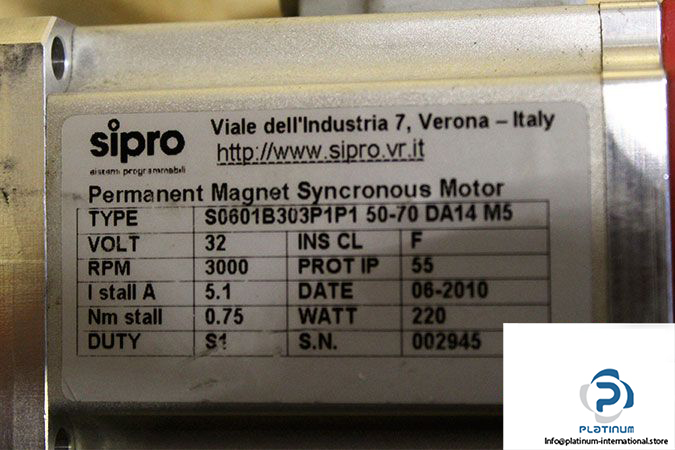 sipro
sistemi programmabili
Viale dell'Industria 7, Verona – Italy
http://www.sipro.vr.it
Permanent Magnet Syncronous Motor
TYPE S0601B303P1P1 50-70 DA14 M5
VOLT 32 INS CL F
RPM 3000 PROT IP 55
I stall A 5.1 DATE 06-2010
Nm stall 0.75 WATT 220
DUTY S1 S.N. 002945
PLATINUM
Info@platinum-international.store